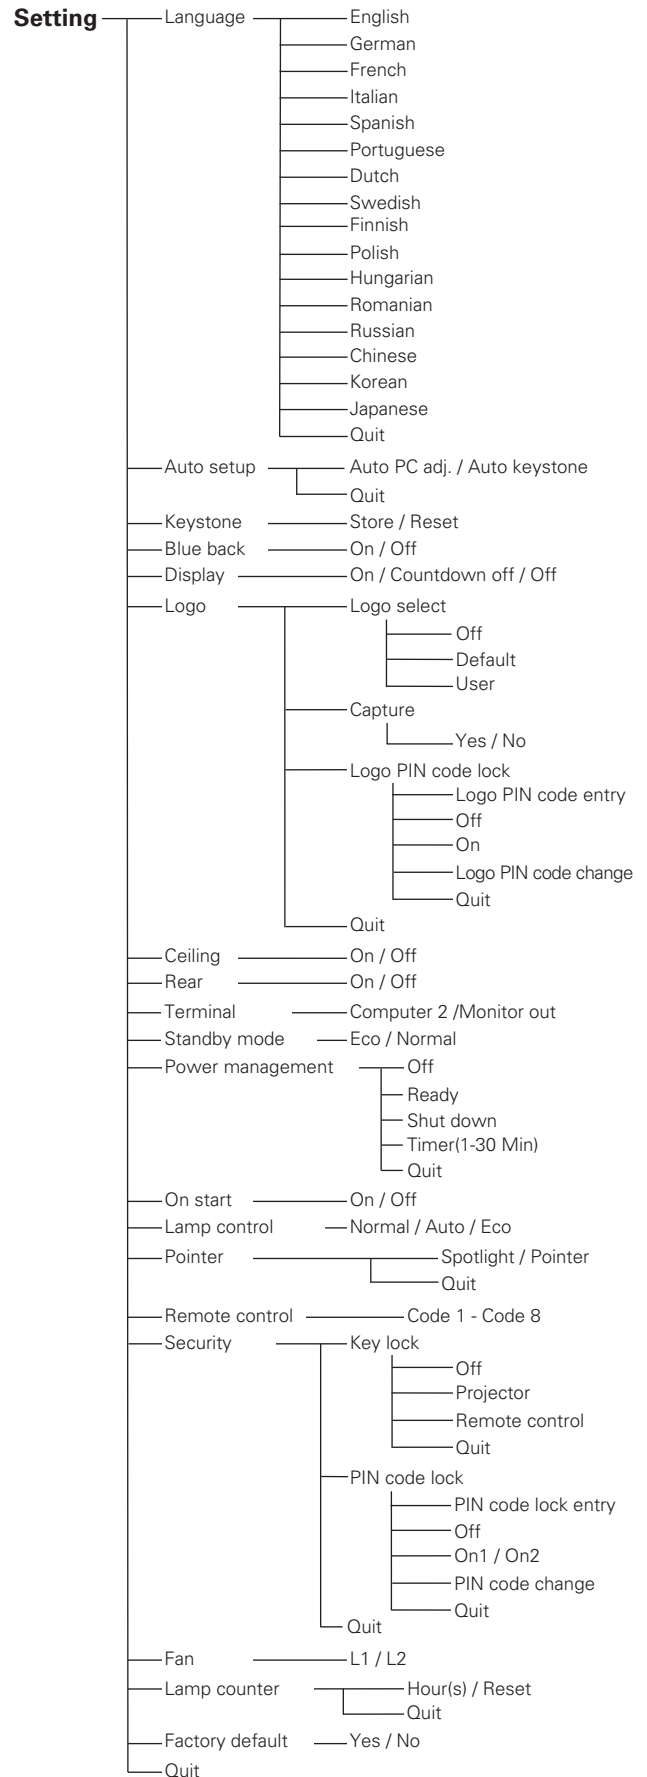 Setting Language English
German
French
Italian
Spanish
Portuguese
Dutch
Swedish
Finnish
Polish
Hungarian
Romanian
Russian
Chinese
Korean
Japanese
Quit
Auto setup Auto PC adj. / Auto keystone
Quit
Keystone Store / Reset
Blue back On / Off
Display On / Countdown off / Off
Logo Logo select
Off
Default
User
Capture
Yes / No
Logo PIN code lock
Logo PIN code entry
Off
On
Logo PIN code change
Quit
Quit
Ceiling On / Off
Rear On / Off
Terminal Computer 2 /Monitor out
Standby mode Eco / Normal
Power management Off
Ready
Shut down
Timer(1-30 Min)
Quit
On start On / Off
Lamp control Normal / Auto / Eco
Pointer Spotlight / Pointer
Quit
Remote control Code 1 - Code 8
Security Key lock
Off
Projector
Remote control
Quit
PIN code lock
PIN code lock entry
Off
On1 / On2
PIN code change
Quit
Quit
Fan L1 / L2
Lamp counter Hour(s) / Reset
Quit
Factory default Yes / No
Quit